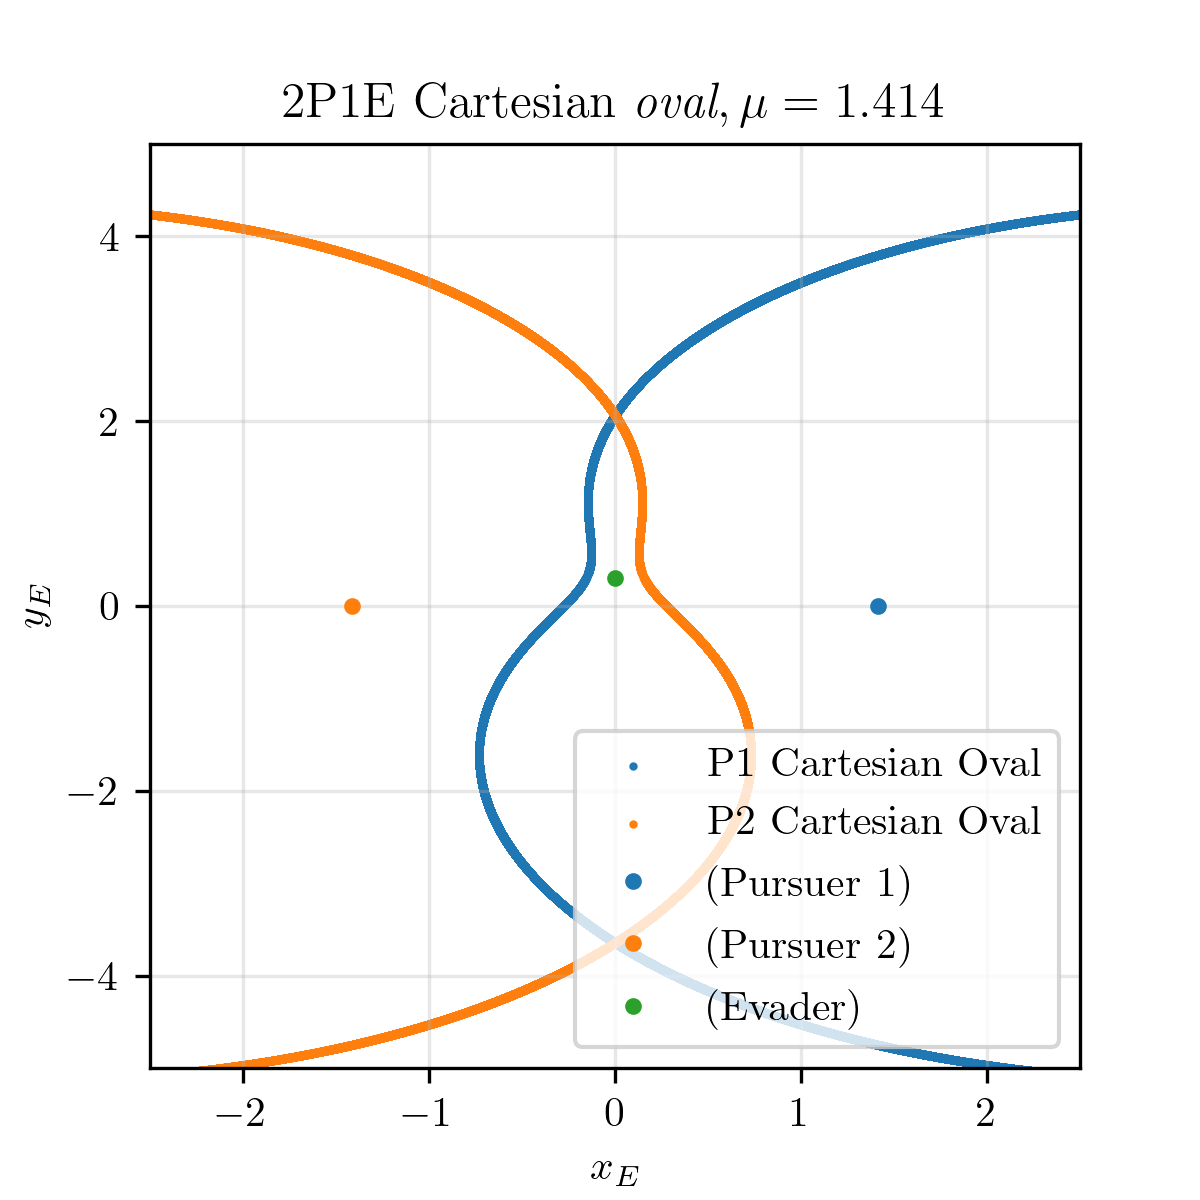 2P1E Cartesian oval, μ = 1.414
4
2
0
−2
−4
y_E
P1 Cartesian Oval
P2 Cartesian Oval
(Pursuer 1)
(Pursuer 2)
(Evader)
−2 −1 0 1 2
x_E